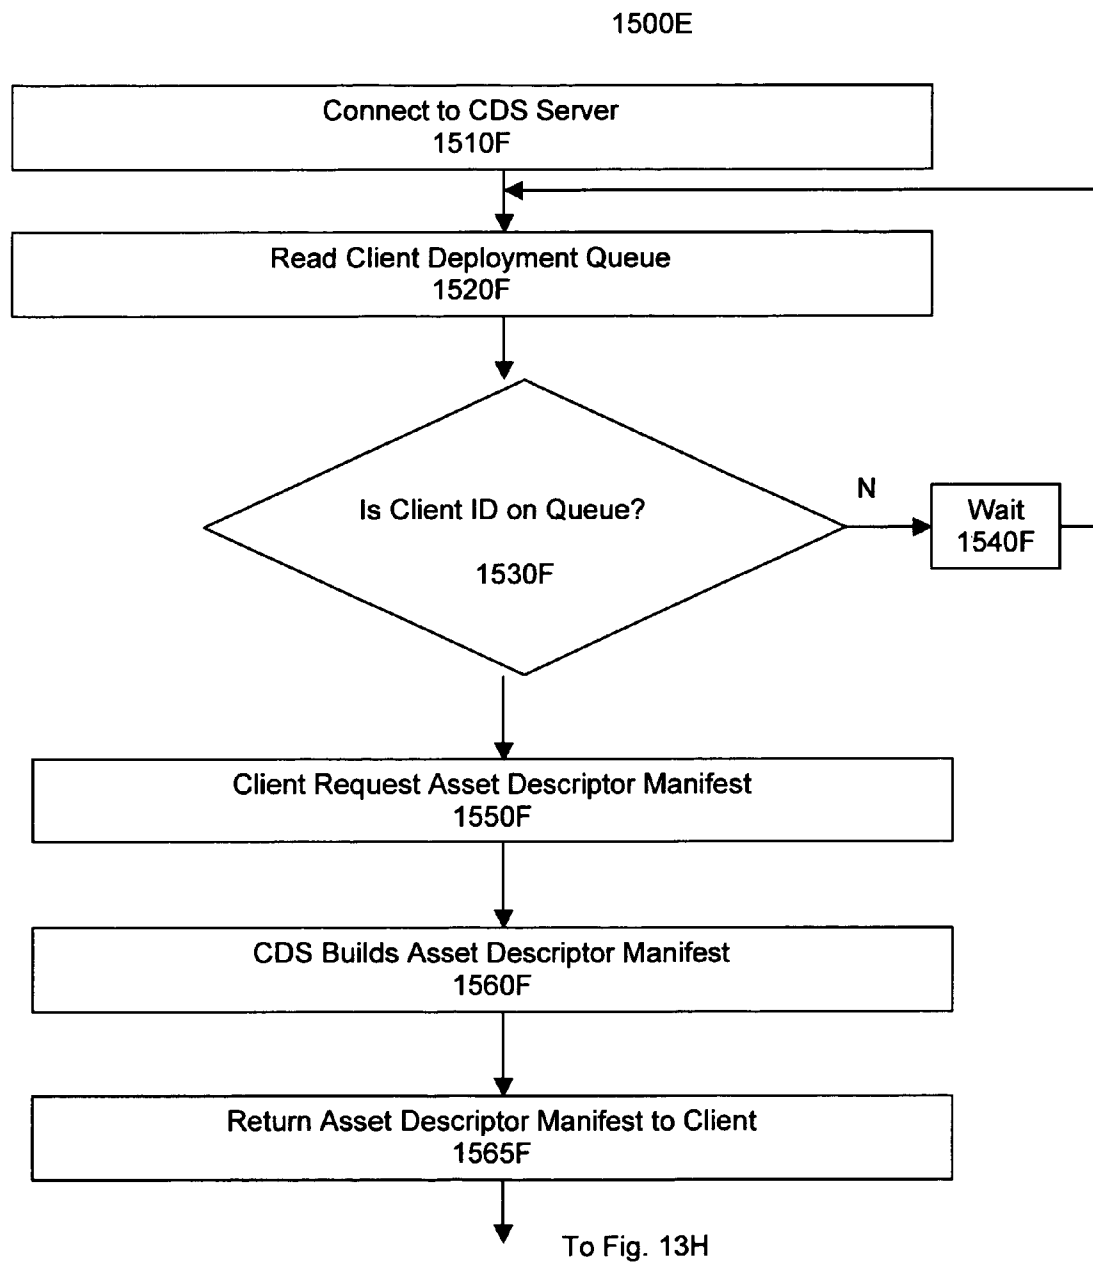 1500E
Connect to CDS Server
1510F
Read Client Deployment Queue
1520F
Is Client ID on Queue?
1530F
N
Wait
1540F
Client Request Asset Descriptor Manifest
1550F
CDS Builds Asset Descriptor Manifest
1560F
Return Asset Descriptor Manifest to Client
1565F
To Fig. 13H